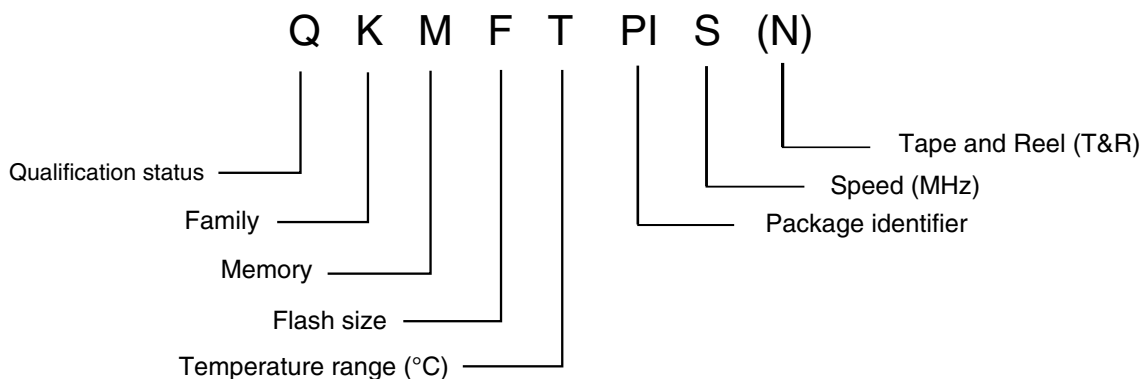 Q K M F T PI S (N)
Tape and Reel (T&R)
Qualification status
Speed (MHz)
Family
Package identifier
Memory
Flash size
Temperature range (°C)